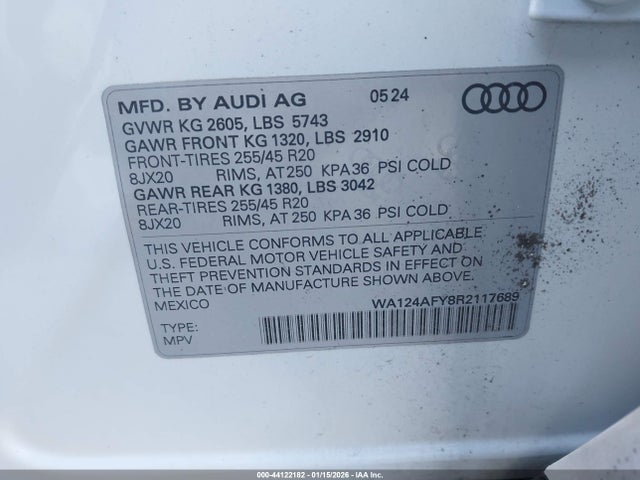 MFD. BY AUDI AG 05 24
GVWR KG 2605, LBS 5743
GAWR FRONT KG 1320, LBS 2910
FRONT-TIRES 255/45 R20
8JX20 RIMS, AT 250 KPA 36 PSI COLD
GAWR REAR KG 1380, LBS 3042
REAR-TIRES 255/45 R20
8JX20 RIMS, AT 250 KPA 36 PSI COLD
THIS VEHICLE CONFORMS TO ALL APPLICABLE
U.S. FEDERAL MOTOR VEHICLE SAFETY AND
THEFT PREVENTION STANDARDS IN EFFECT ON
THE DATE OF MANUFACTURE SHOWN ABOVE.
MEXICO
WA124AFY8R2117689
TYPE:
MPV
000-44122182 - 01/15/2026 - IAA Inc.